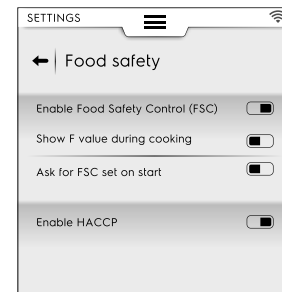 SETTINGS
Food safety
Enable Food Safety Control (FSC)
Show F value during cooking
Ask for FSC set on start
Enable HACCP